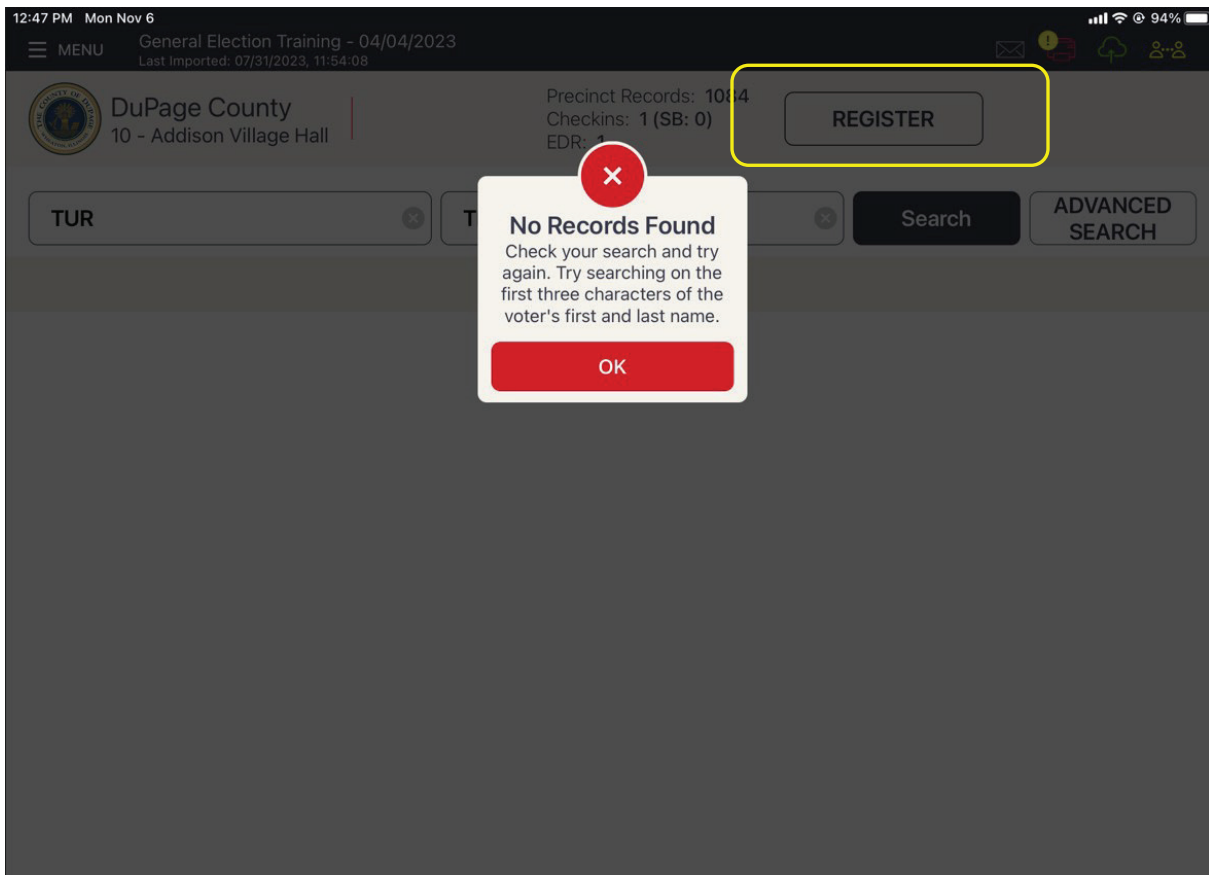 12:47 PM Mon Nov 6
94%
MENU
General Election Training - 04/04/2023
Last Imported: 07/31/2023, 11:54:08
DuPage County
10 - Addison Village Hall
Precinct Records: 1084
Checkins: 1 (SB: 0)
EDR: 1
REGISTER
TUR
T
Search
ADVANCED
SEARCH
No Records Found
Check your search and try
again. Try searching on the
first three characters of the
voter's first and last name.
OK